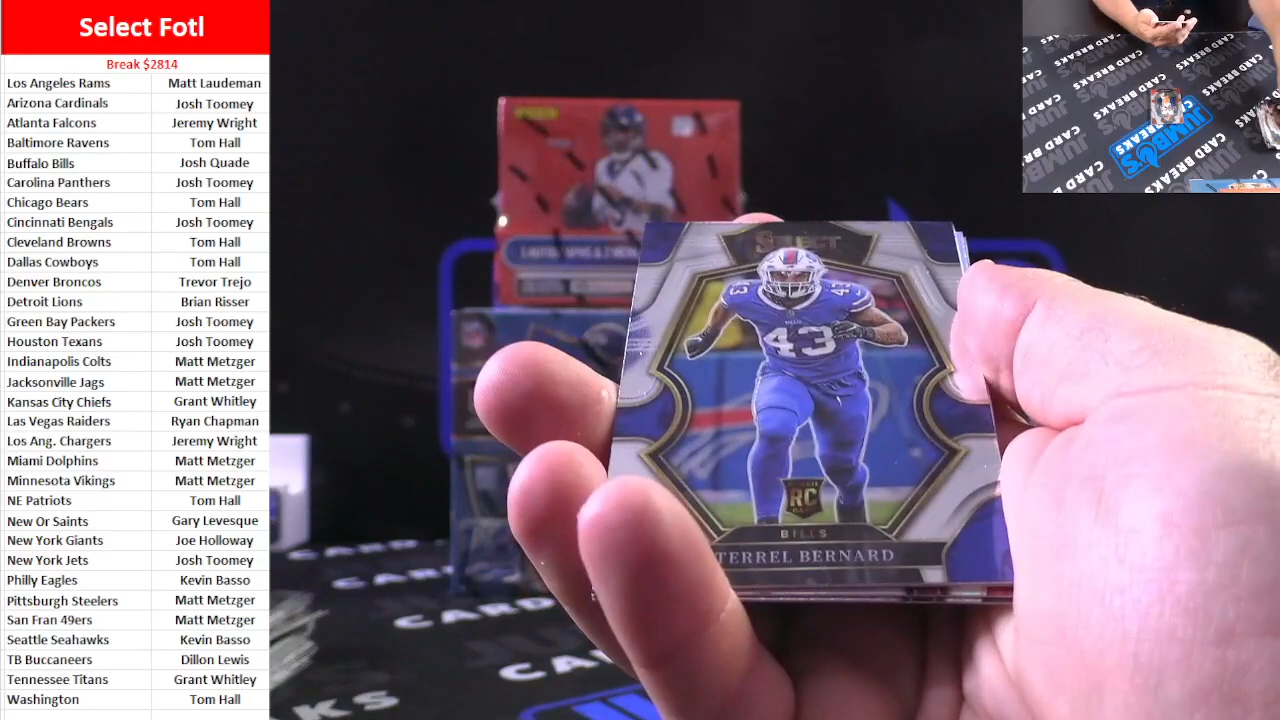 Select Fotl
Break $2814
Los Angeles Rams Matt Laudeman
Arizona Cardinals Josh Toomey
Atlanta Falcons Jeremy Wright
Baltimore Ravens Tom Hall
Buffalo Bills Josh Quade
Carolina Panthers Josh Toomey
Chicago Bears Tom Hall
Cincinnati Bengals Josh Toomey
Cleveland Browns Tom Hall
Dallas Cowboys Tom Hall
Denver Broncos Trevor Trejo
Detroit Lions Brian Risser
Green Bay Packers Josh Toomey
Houston Texans Josh Toomey
Indianapolis Colts Matt Metzger
Jacksonville Jags Matt Metzger
Kansas City Chiefs Grant Whitley
Las Vegas Raiders Ryan Chapman
Los Ang. Chargers Jeremy Wright
Miami Dolphins Matt Metzger
Minnesota Vikings Matt Metzger
NE Patriots Tom Hall
New Or Saints Gary Levesque
New York Giants Joe Holloway
New York Jets Josh Toomey
Philly Eagles Kevin Basso
Pittsburgh Steelers Matt Metzger
San Fran 49ers Matt Metzger
Seattle Seahawks Kevin Basso
TB Buccaneers Dillon Lewis
Tennessee Titans Grant Whitley
Washington Tom Hall
SELECT
43
43
RC
BILLS
TERREL BERNARD
CARD BREAKS
JUMBO'S
CARD BREAKS